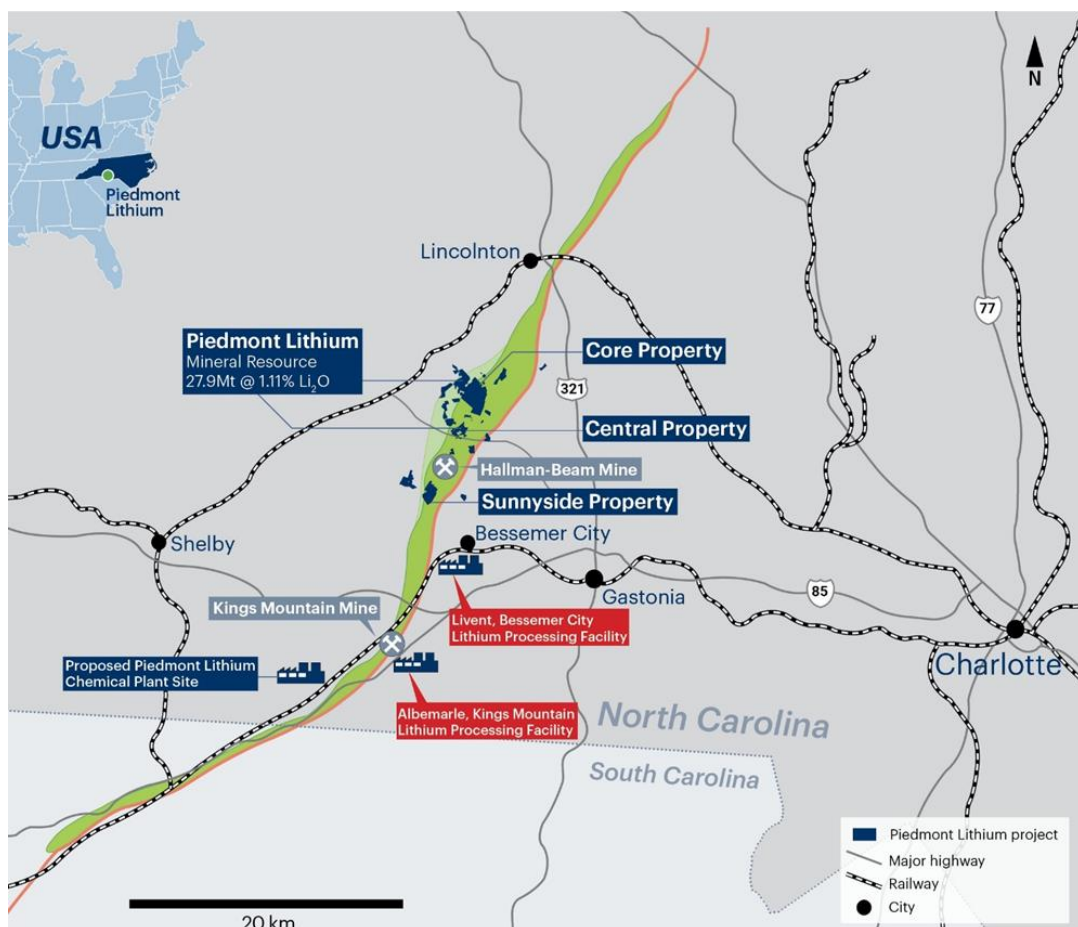 N
USA
Piedmont
Lithium
Lincolnton
77
Piedmont Lithium
Mineral Resource
27.9Mt @ 1.11% Li₂O
Core Property
321
Central Property
Hallman-Beam Mine
Sunnyside Property
Shelby
Bessemer City
Gastonia
85
Kings Mountain Mine
Livent, Bessemer City
Lithium Processing Facility
Charlotte
Proposed Piedmont Lithium
Chemical Plant Site
Albemarle, Kings Mountain
Lithium Processing Facility
North Carolina
South Carolina
Piedmont Lithium project
Major highway
Railway
City
20 km